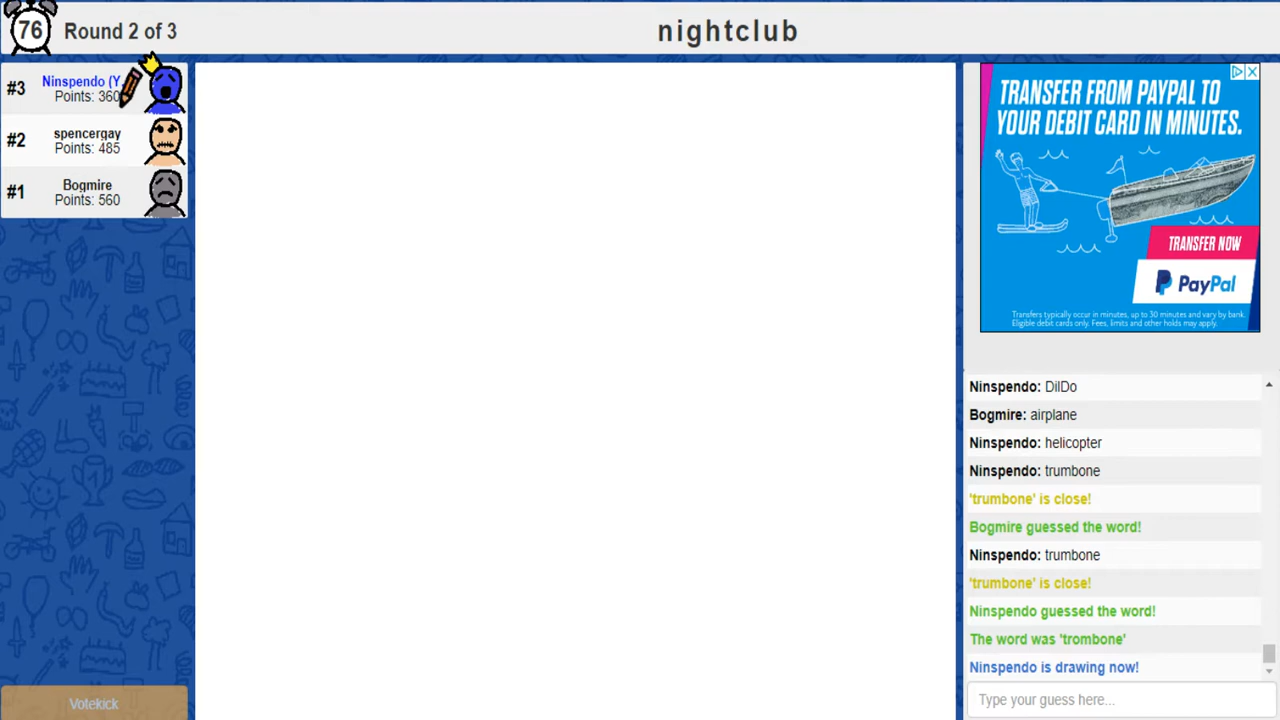 76
Round 2 of 3
nightclub
#3
Ninspendo (Y
Points: 360
#2
spencergay
Points: 485
#1
Bogmire
Points: 560
Votekick
TRANSFER FROM PAYPAL TO
YOUR DEBIT CARD IN MINUTES.
TRANSFER NOW
PayPal
Transfers typically occur in minutes, up to 30 minutes and vary by bank.
Eligible debit cards only. Fees, limits and other holds may apply.
Ninspendo: DilDo
Bogmire: airplane
Ninspendo: helicopter
Ninspendo: trumbone
'trumbone' is close!
Bogmire guessed the word!
Ninspendo: trumbone
'trumbone' is close!
Ninspendo guessed the word!
The word was 'trombone'
Ninspendo is drawing now!
Type your guess here...